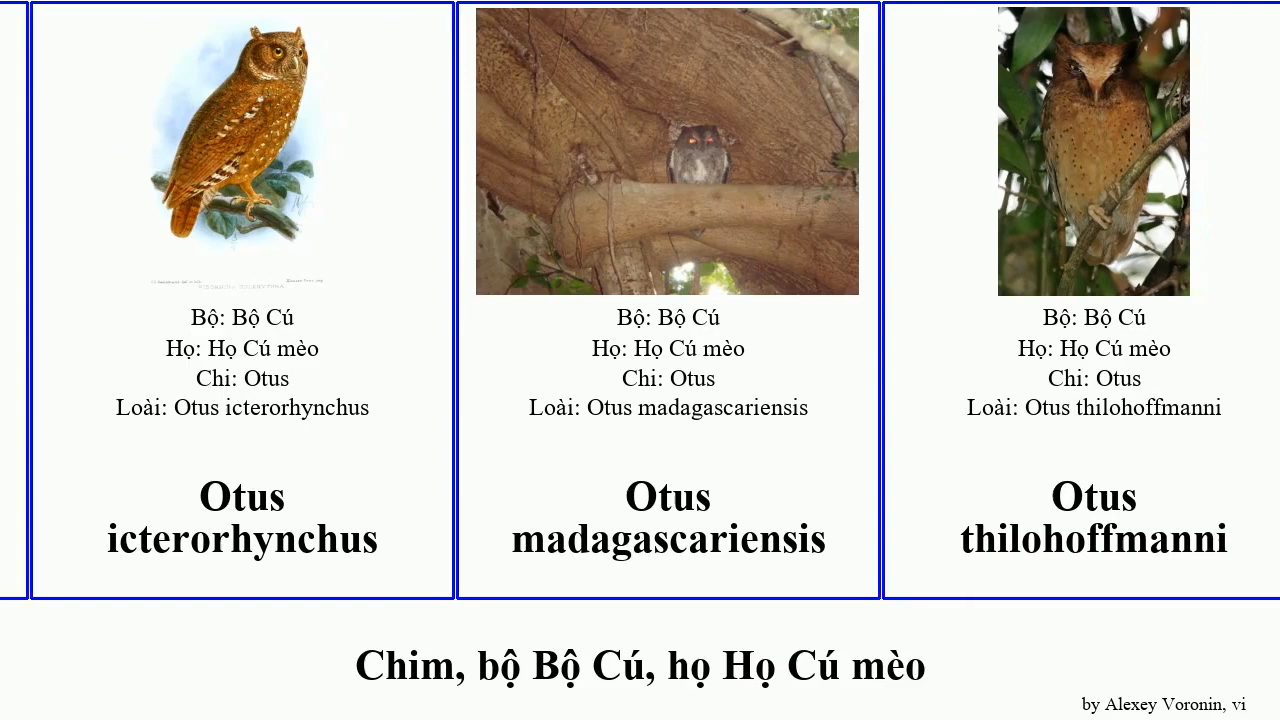 Bộ: Bộ Cú
Họ: Họ Cú mèo
Chi: Otus
Loài: Otus icterorhynchus
Otus
icterorhynchus
Bộ: Bộ Cú
Họ: Họ Cú mèo
Chi: Otus
Loài: Otus madagascariensis
Otus
madagascariensis
Bộ: Bộ Cú
Họ: Họ Cú mèo
Chi: Otus
Loài: Otus thilohoffmanni
Otus
thilohoffmanni
Chim, bộ Bộ Cú, họ Họ Cú mèo
by Alexey Voronin, vi